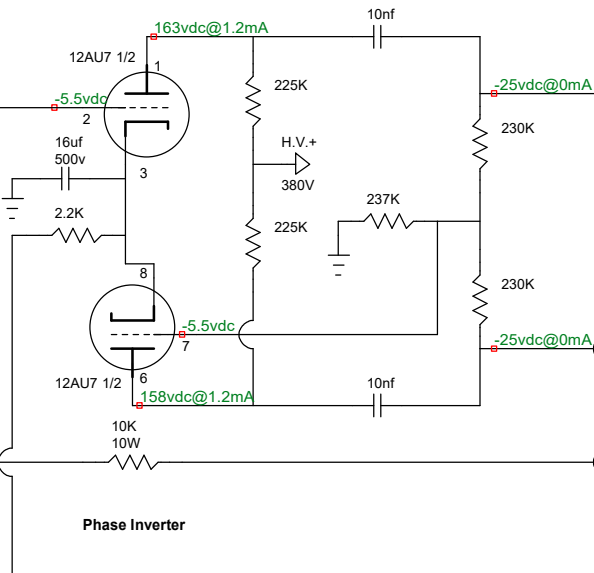 163vdc@1.2mA
10nf
12AU7 1/2
1
225K
-5.5vdc
2
-25vdc@0mA
230K
16uf
500v
H.V.+
380V
3
237K
2.2K
225K
8
230K
-5.5vdc
7
-25vdc@0mA
12AU7 1/2
6
158vdc@1.2mA
10nf
10K
10W
Phase Inverter